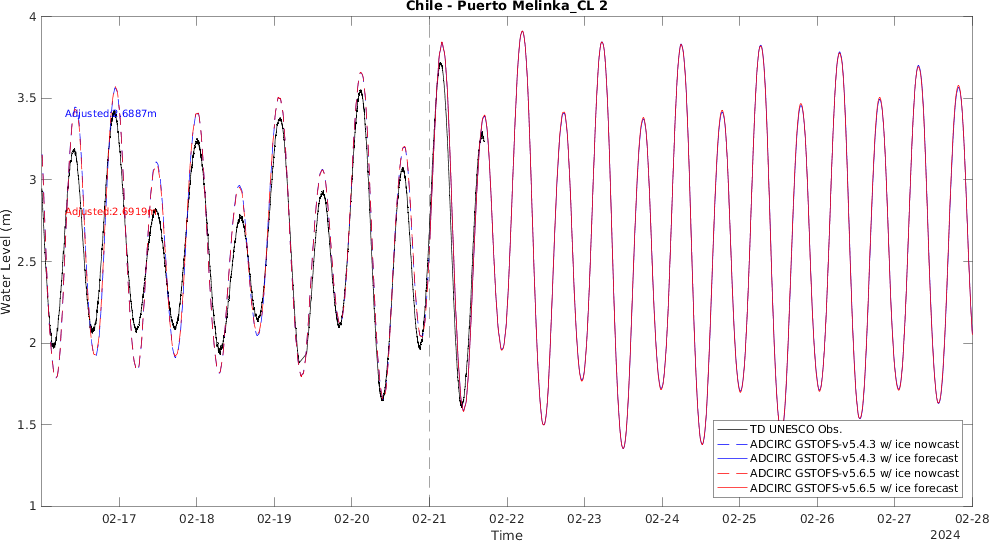 Chile - Puerto Melinka_CL 2
4
3.5
3
2.5
2
1.5
1
Water Level (m)
Adjusted:2.6919m
02-17
02-18
02-19
02-20
02-21
02-22
02-23
02-24
02-25
02-26
02-27
02-28
Time
2024
TD UNESCO Obs.
ADCIRC GSTOFS-v5.4.3 w/ ice nowcast
ADCIRC GSTOFS-v5.4.3 w/ ice forecast
ADCIRC GSTOFS-v5.6.5 w/ ice nowcast
ADCIRC GSTOFS-v5.6.5 w/ ice forecast